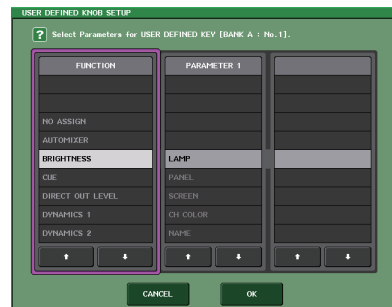 USER DEFINED KNOB SETUP
? Select Parameters for USER DEFINED KEY [BANK A : No.1].
FUNCTION
NO ASSIGN
AUTOMIXER
BRIGHTNESS
CUE
DIRECT OUT LEVEL
DYNAMICS 1
DYNAMICS 2
PARAMETER 1
LAMP
PANEL
SCREEN
CH COLOR
NAME
CANCEL
OK